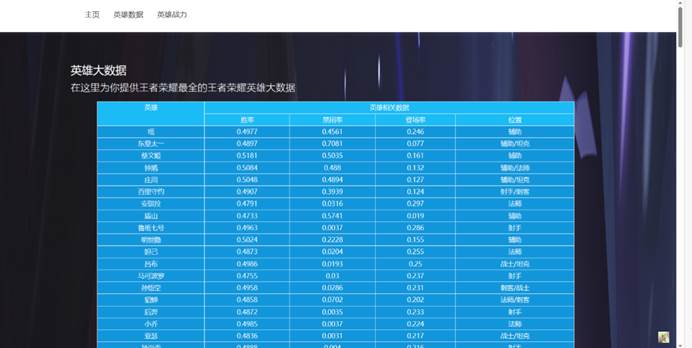 主页 英雄数据 英雄战力
英雄大数据
在这里为你提供王者荣耀最全的王者荣耀英雄大数据
英雄 英雄相关数据
胜率 禁用率 登场率 位置
瑶 0.4977 0.4561 0.246 辅助
东皇太一 0.4897 0.7081 0.077 辅助/坦克
蔡文姬 0.5181 0.5035 0.161 辅助
钟馗 0.5084 0.488 0.132 辅助/法师
庄周 0.5048 0.4894 0.127 辅助/坦克
百里守约 0.4907 0.3939 0.124 射手/刺客
安琪拉 0.4791 0.0316 0.297 法师
盾山 0.4733 0.5741 0.019 辅助
鲁班七号 0.4963 0.0037 0.286 射手
明世隐 0.5024 0.2228 0.155 辅助
妲己 0.4873 0.0204 0.255 法师
吕布 0.4986 0.0193 0.25 战士/坦克
马可波罗 0.4755 0.03 0.237 射手
孙悟空 0.4958 0.0286 0.231 刺客/战士
貂蝉 0.4858 0.0702 0.202 法师/刺客
后羿 0.4872 0.0035 0.233 射手
小乔 0.4985 0.0037 0.224 法师
亚瑟 0.4836 0.0031 0.217 战士/坦克